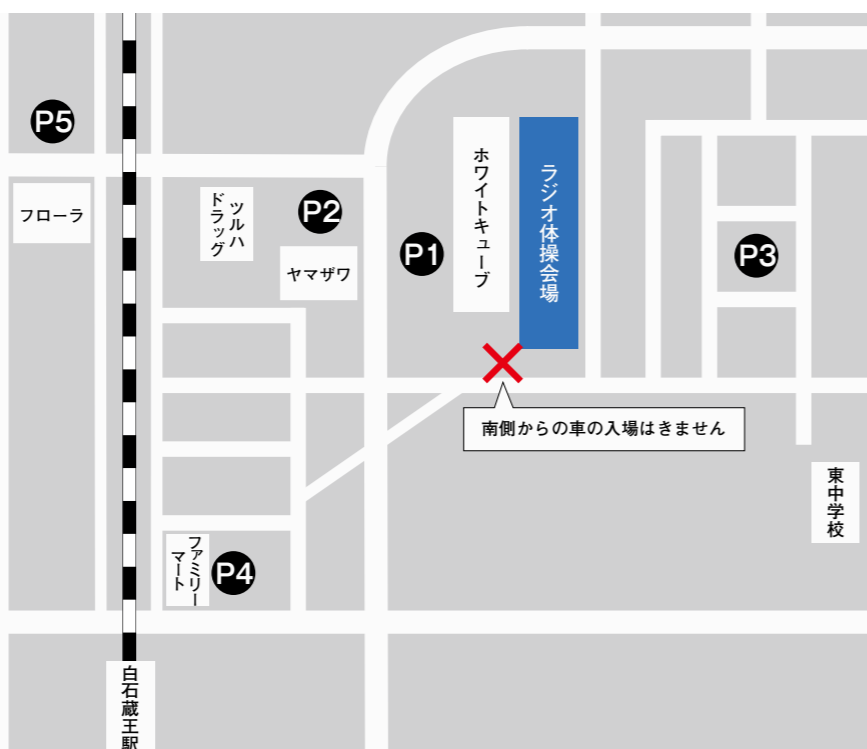 P5
フローラ
ツルハ
ドラッグ
P2
ヤマザワ
P1
ホワイトキューブ
ラジオ体操会場
P3
南側からの車の入場はきません
東中学校
ファミリー
マート
P4
白石蔵王駅